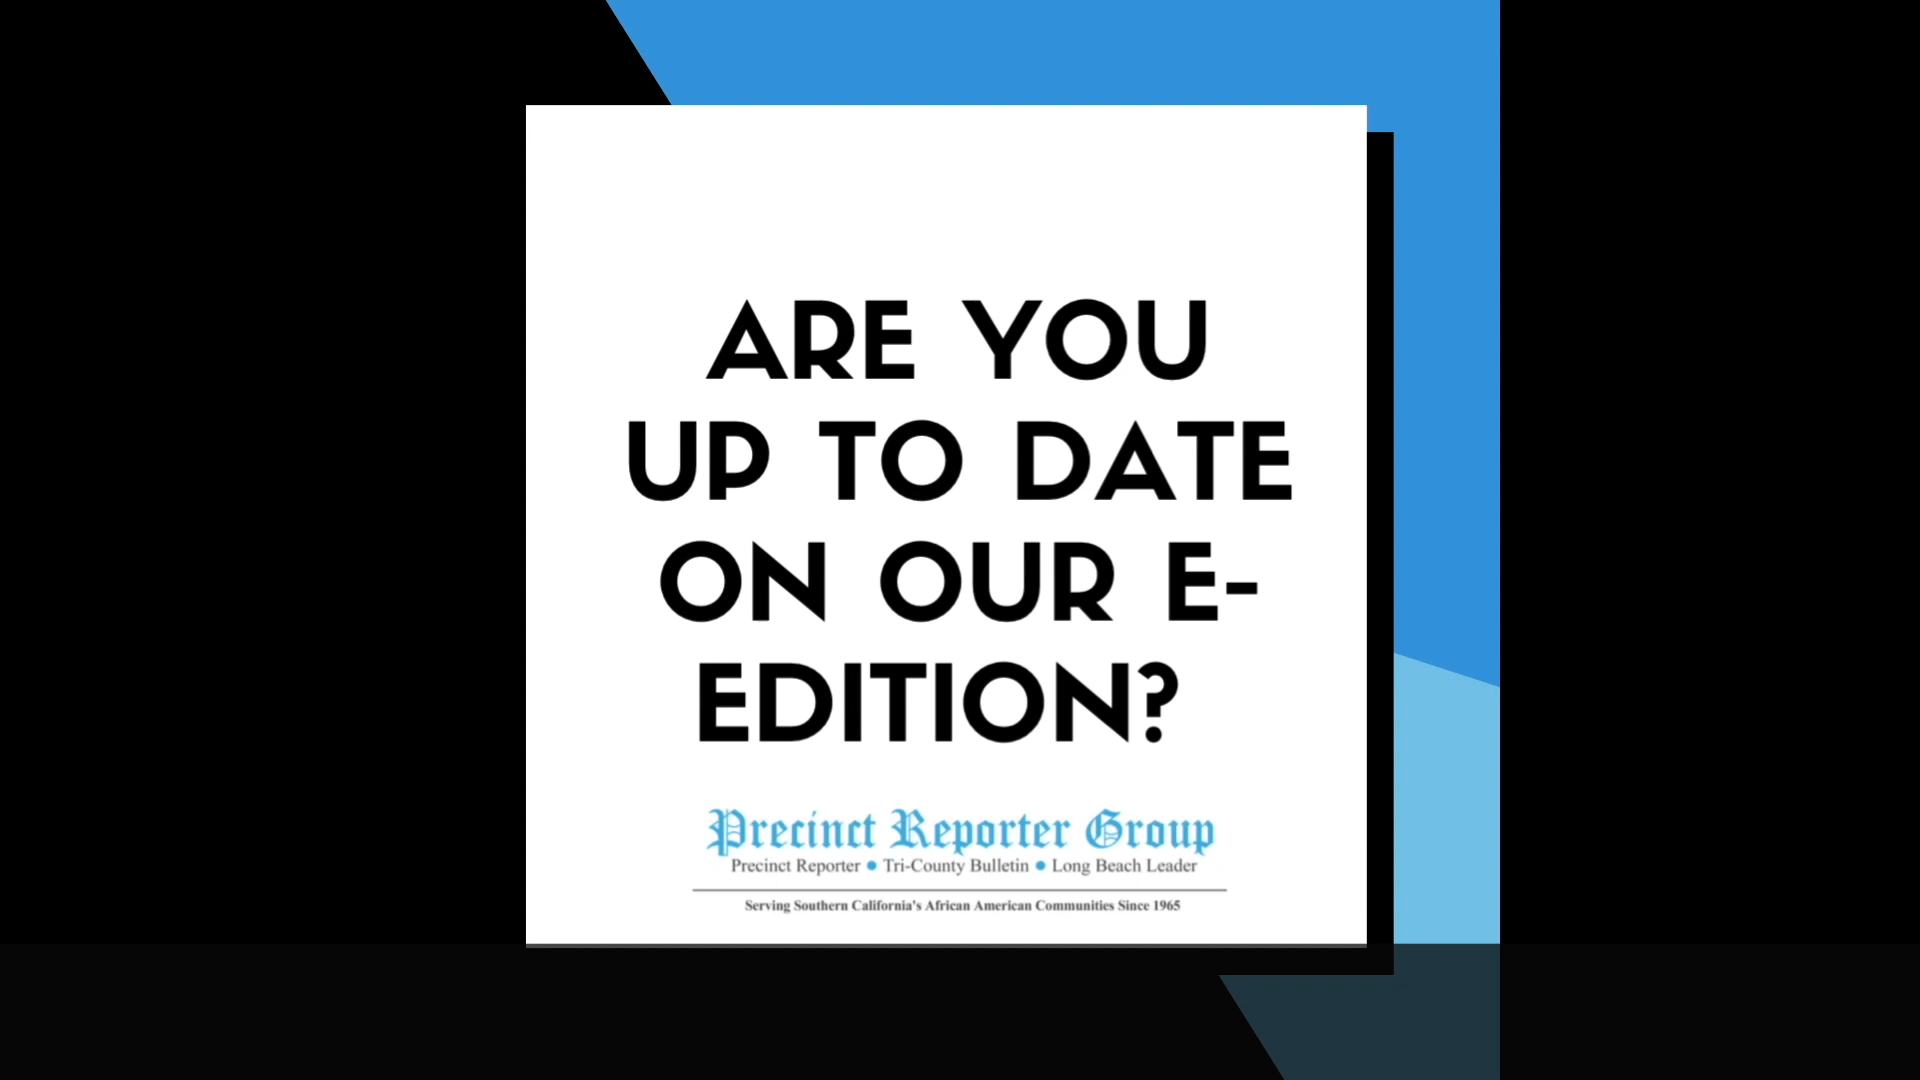 ARE YOU
UP TO DATE
ON OUR E-
EDITION?
Precinct Reporter Group
Precinct Reporter • Tri-County Bulletin • Long Beach Leader
Serving Southern California's African American Communities Since 1965